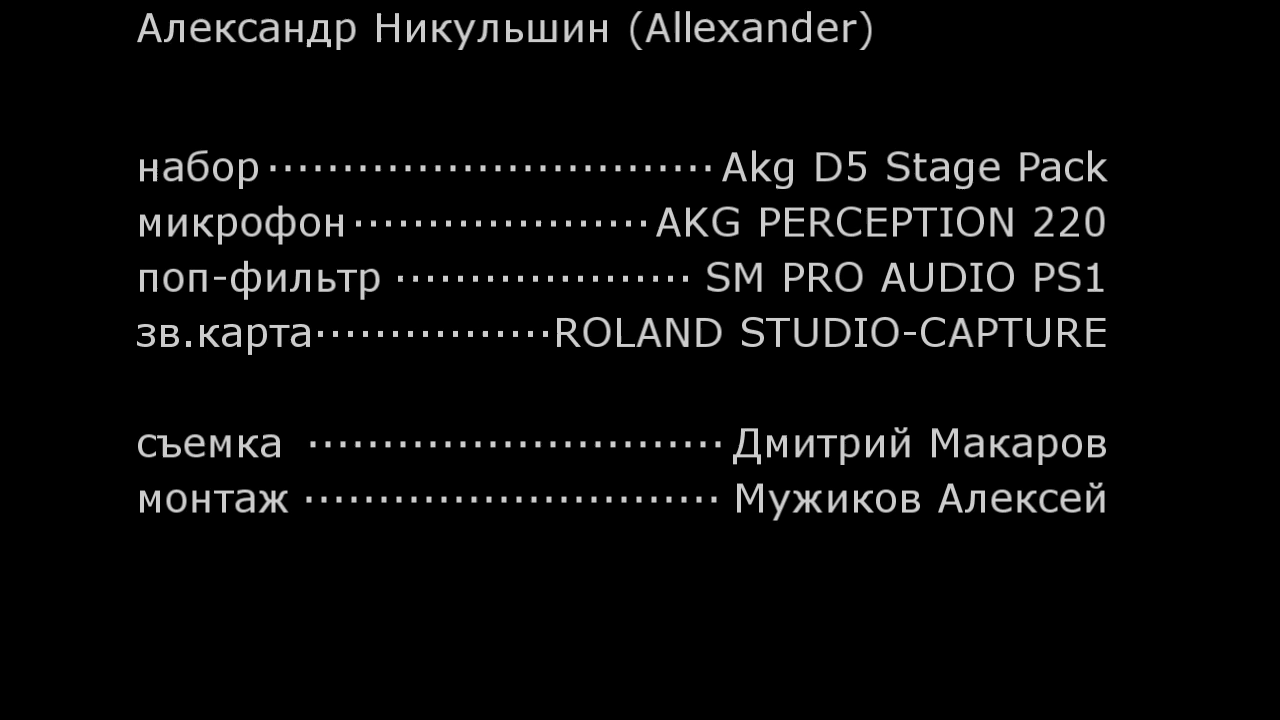 Александр Никульшин (Allexander)
набор······························Akg D5 Stage Pack
микрофон····················AKG PERCEPTION 220
поп-фильтр ···················· SM PRO AUDIO PS1
зв.карта················ROLAND STUDIO-CAPTURE
съемка ···························· Дмитрий Макаров
монтаж ···························· Мужиков Алексей